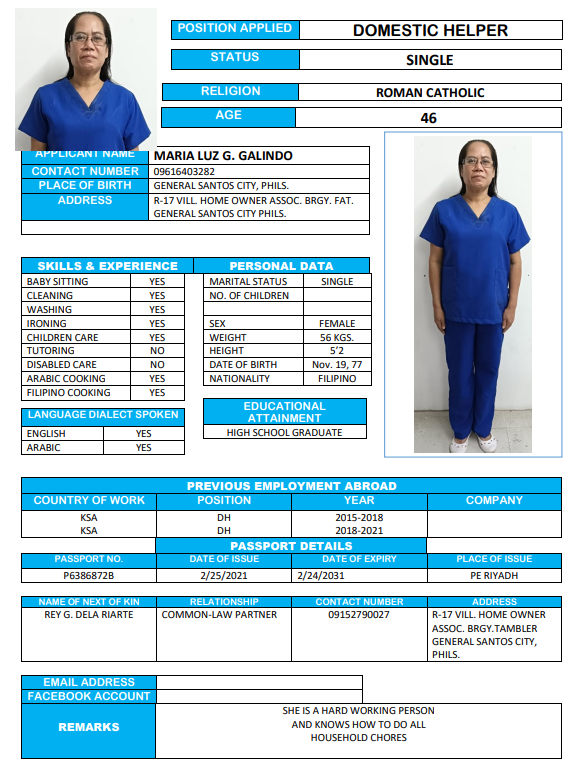 POSITION APPLIED DOMESTIC HELPER
STATUS SINGLE
RELIGION ROMAN CATHOLIC
AGE 46
APPLICANT NAME MARIA LUZ G. GALINDO
CONTACT NUMBER 09616403282
PLACE OF BIRTH GENERAL SANTOS CITY, PHILS.
ADDRESS R-17 VILL. HOME OWNER ASSOC. BRGY. FAT.
GENERAL SANTOS CITY PHILS.
SKILLS & EXPERIENCE
BABY SITTING YES
CLEANING YES
WASHING YES
IRONING YES
CHILDREN CARE YES
TUTORING NO
DISABLED CARE NO
ARABIC COOKING YES
FILIPINO COOKING YES
LANGUAGE DIALECT SPOKEN
ENGLISH YES
ARABIC YES
PERSONAL DATA
MARITAL STATUS SINGLE
NO. OF CHILDREN
SEX FEMALE
WEIGHT 56 KGS.
HEIGHT 5'2
DATE OF BIRTH Nov. 19, 77
NATIONALITY FILIPINO
EDUCATIONAL
ATTAINMENT
HIGH SCHOOL GRADUATE
PREVIOUS EMPLOYMENT ABROAD
COUNTRY OF WORK POSITION YEAR COMPANY
KSA DH 2015-2018
KSA DH 2018-2021
PASSPORT DETAILS
PASSPORT NO. DATE OF ISSUE DATE OF EXPIRY PLACE OF ISSUE
P6386872B 2/25/2021 2/24/2031 PE RIYADH
NAME OF NEXT OF KIN RELATIONSHIP CONTACT NUMBER ADDRESS
REY G. DELA RIARTE COMMON-LAW PARTNER 09152790027 R-17 VILL. HOME OWNER
ASSOC. BRGY.TAMBLER
GENERAL SANTOS CITY,
PHILS.
EMAIL ADDRESS
FACEBOOK ACCOUNT
REMARKS
SHE IS A HARD WORKING PERSON
AND KNOWS HOW TO DO ALL
HOUSEHOLD CHORES